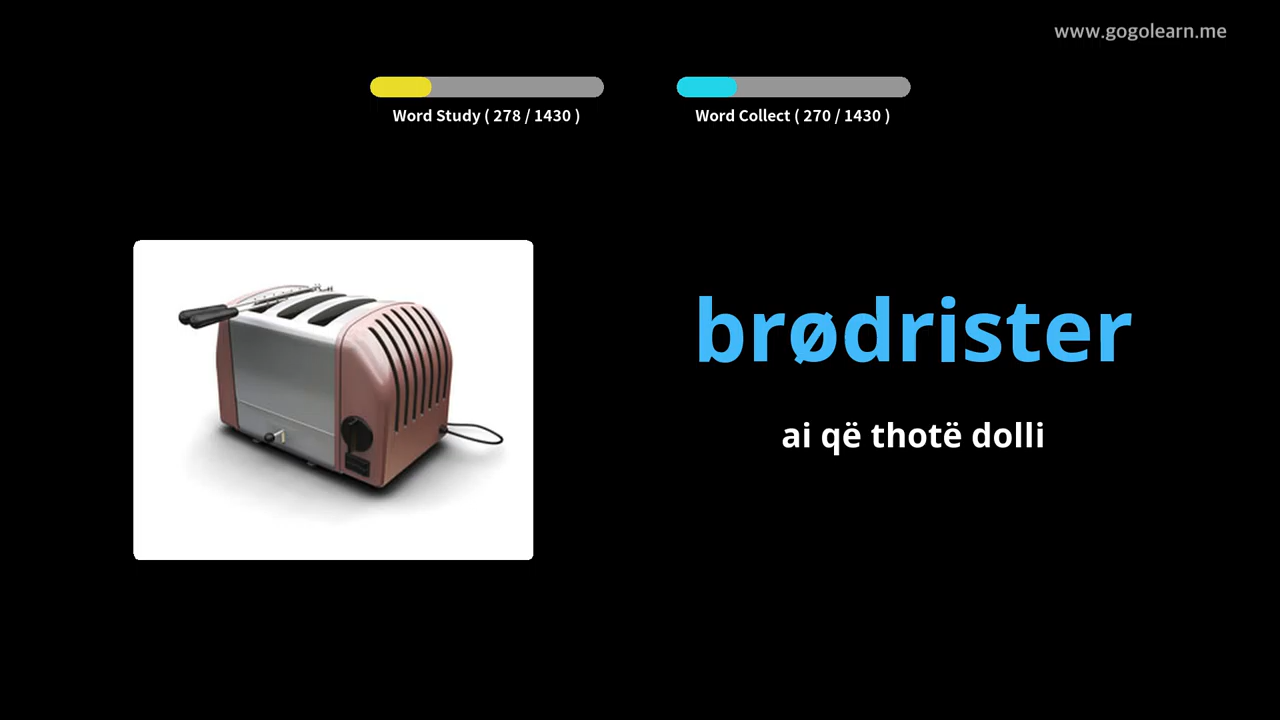 www.gogolearn.me
Word Study ( 278 / 1430 )
Word Collect ( 270 / 1430 )
brødrister
ai që thotë dolli